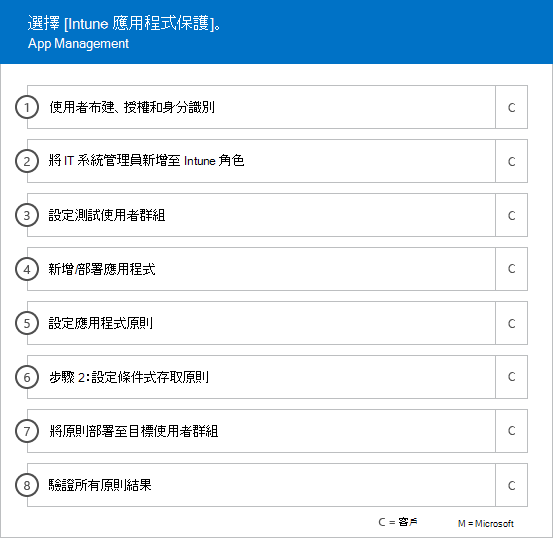 選擇 [Intune 應用程式保護]。
App Management
1 使用者布建、授權和身分識別 C
2 將 IT 系統管理員新增至 Intune 角色 C
3 設定測試使用者群組 C
4 新增/部署應用程式 C
5 設定應用程式原則 C
6 步驟 2：設定條件式存取原則 C
7 將原則部署至目標使用者群組 C
8 驗證所有原則結果 C
C = 客戶 M = Microsoft